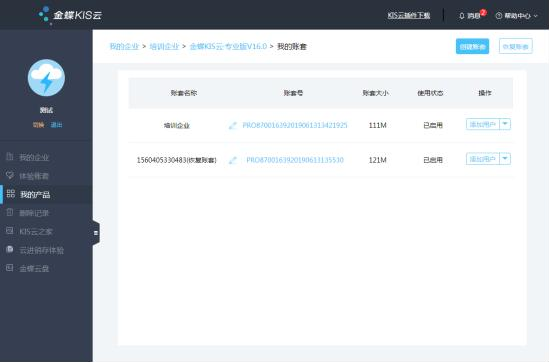 金蝶KIS云
KIS云插件下载
消息 2
帮助中心
测试
切换 退出
我的企业
体验账套
我的产品
删除记录
KIS云之家
云进销存体验
金蝶云盘
我的企业 > 培训企业 > 金蝶KIS云·专业版V16.0 > 我的账套
创建账套 恢复账套
账套名称 账套号 账套大小 使用状态 操作
培训企业 PRO870016392019061313421925 111M 已启用 添加用户
1560405330483(恢复账套) PRO87001639201906131355​30 121M 已启用 添加用户